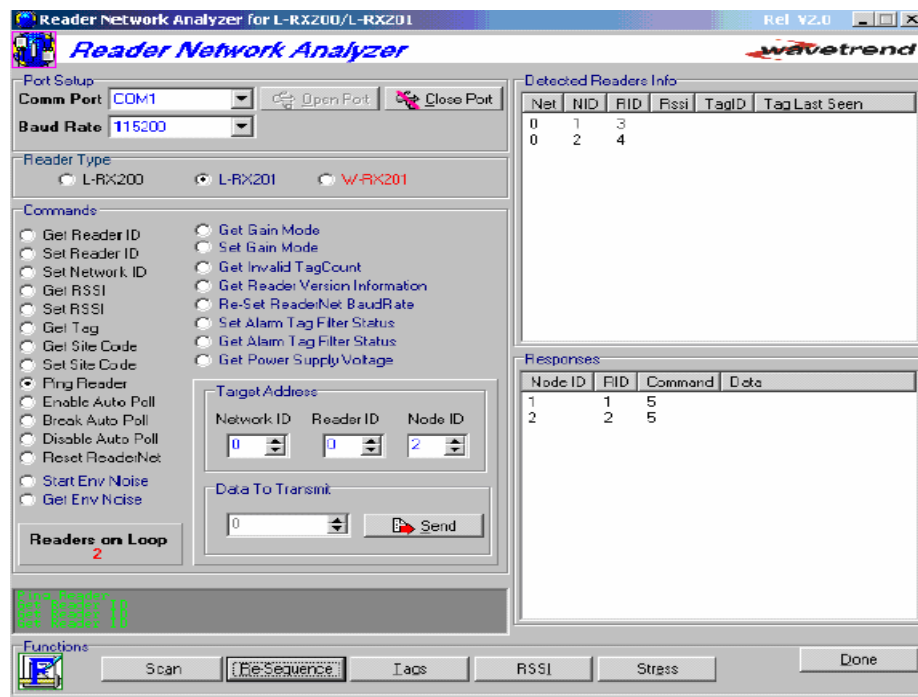 Reader Network Analyzer for L-RX200/L-RX201 Rel V2.0
Reader Network Analyzer
wavetrend
Port Setup
Comm Port COM1 Open Port Close Port
Baud Rate 115200
Reader Type
L-RX200 L-RX201 W-RX201
Commands
Get Reader ID
Set Reader ID
Set Network ID
Get RSSI
Set RSSI
Get Tag
Get Site Code
Set Site Code
Ping Reader
Enable Auto Poll
Break Auto Poll
Disable Auto Poll
Reset ReaderNet
Start Env Noise
Get Env Noise
Get Gain Mode
Set Gain Mode
Get Invalid TagCount
Get Reader Version Information
Re-Set ReaderNet BaudRate
Set Alarm Tag Filter Status
Get Alarm Tag Filter Status
Get Power Supply Voltage
Target Address
Network ID Reader ID Node ID
0 0 2
Data To Transmit
0 Send
Readers on Loop
2
Detected Readers Info
Net NID RID Rssi TagID Tag Last Seen
0 1 3
0 2 4
Responses
Node ID RID Command Data
1 1 5
2 2 5
Ping Reader
Functions
Scan Re-Sequence Tags RSSI Stress Done